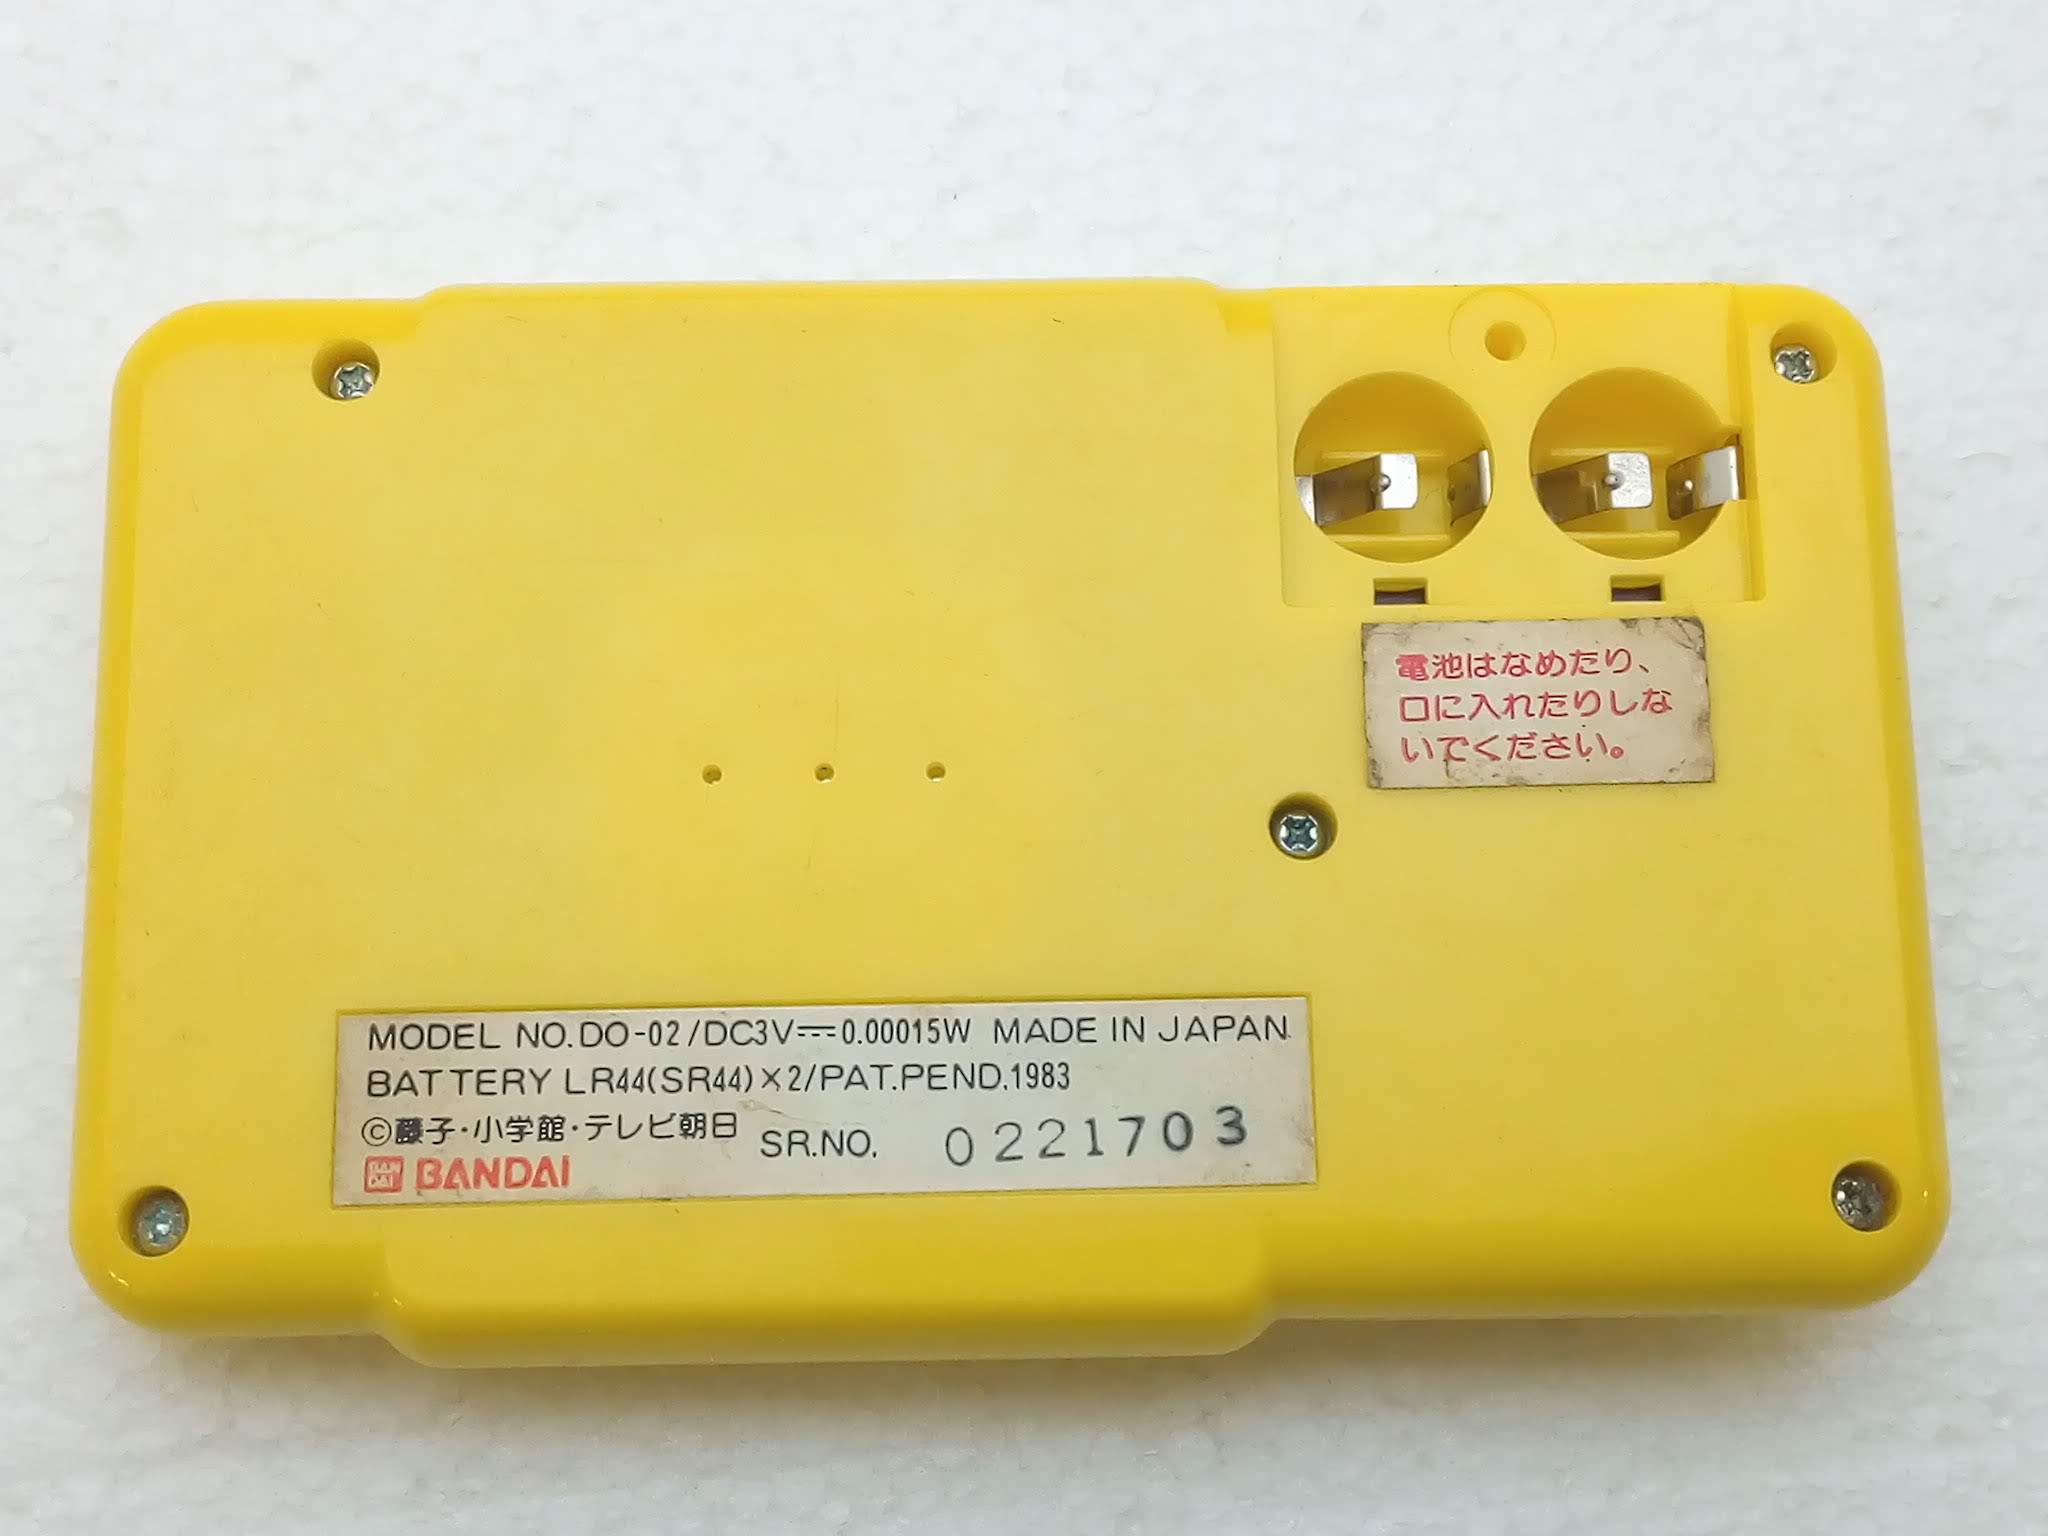 電池はなめたり、
口に入れたりしな
いでください。
MODEL NO.DO-02/DC3V⎓0.00015W MADE IN JAPAN
BATTERY LR44(SR44)×2/PAT.PEND.1983
©藤子・小学館・テレビ朝日 SR.NO. 0221703
BAN DAI BANDAI